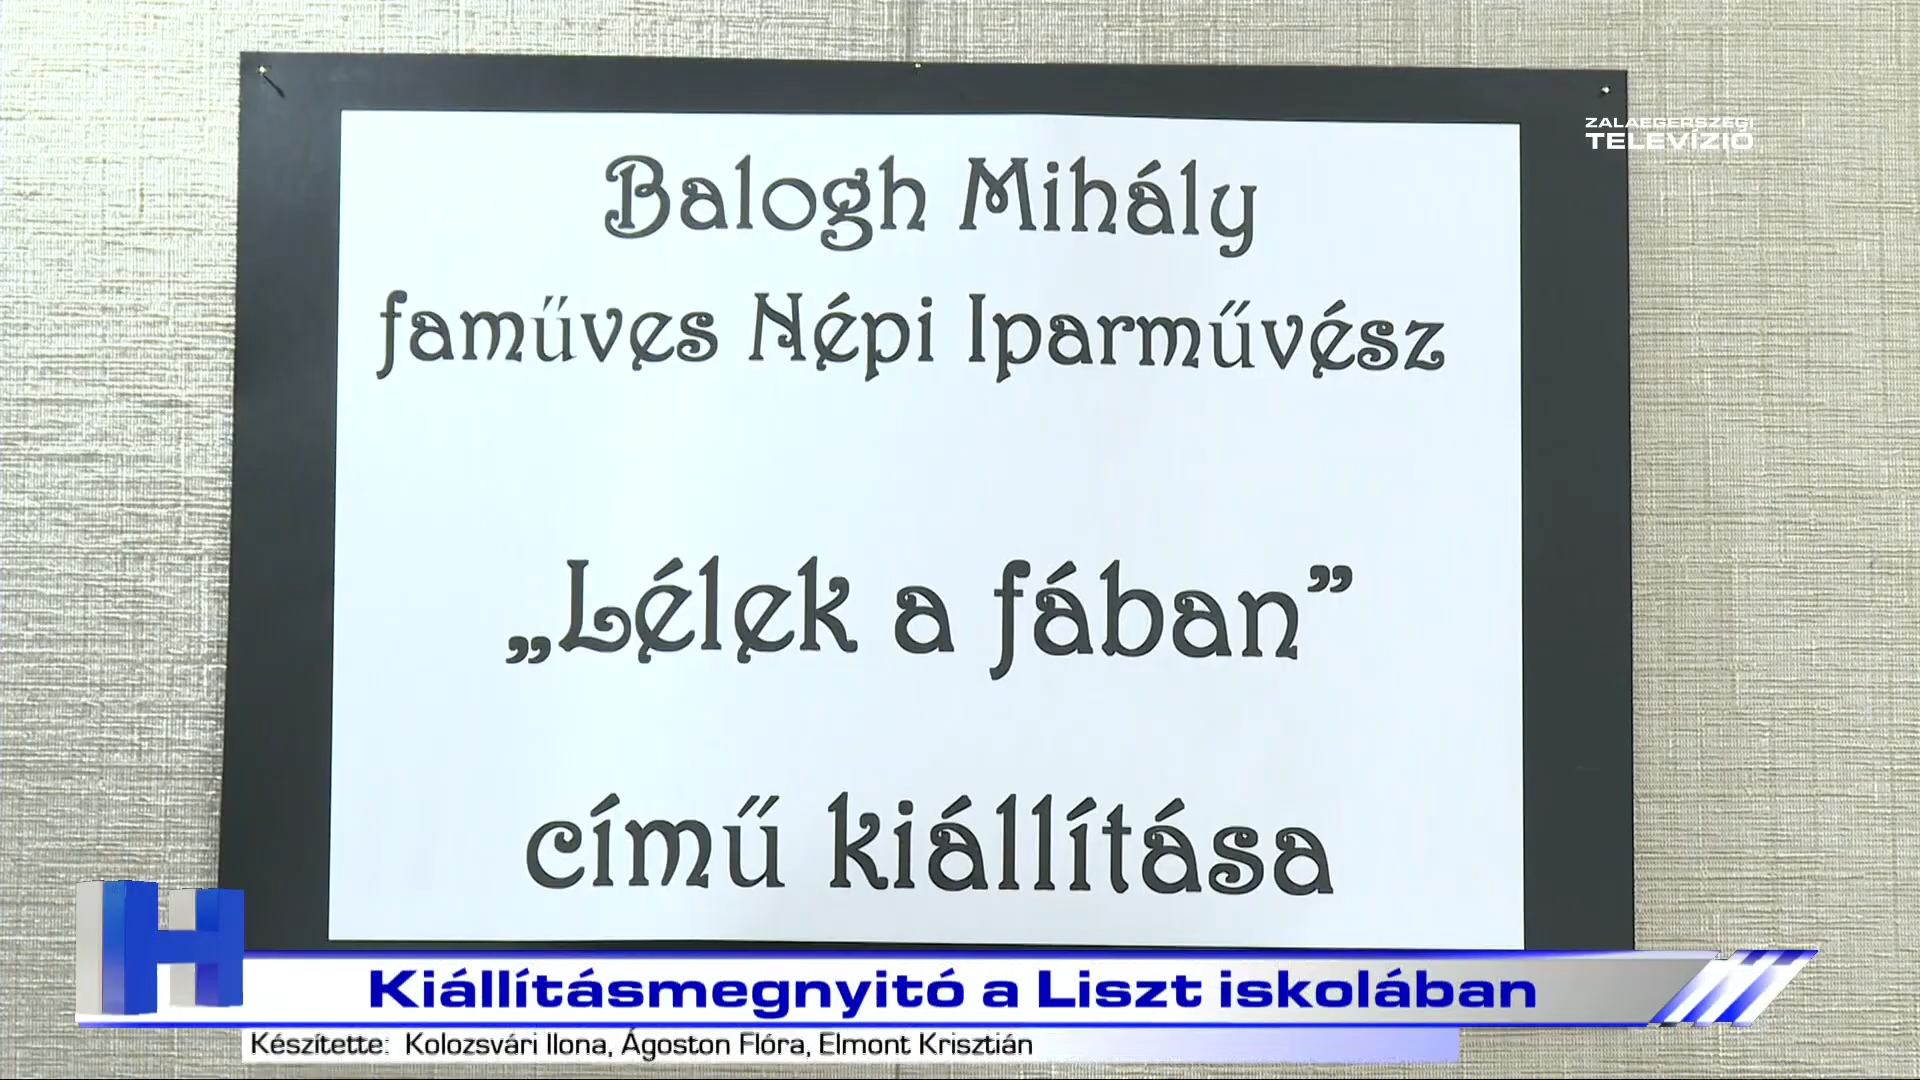 ZALAEGERSZEGI
TELEVÍZIÓ
Balogh Mihály
faműves Népi Iparművész
„Lélek a fában”
című kiállítása
H
Kiállításmegnyitó a Liszt iskolában
Készítette: Kolozsvári Ilona, Ágoston Flóra, Elmont Krisztián